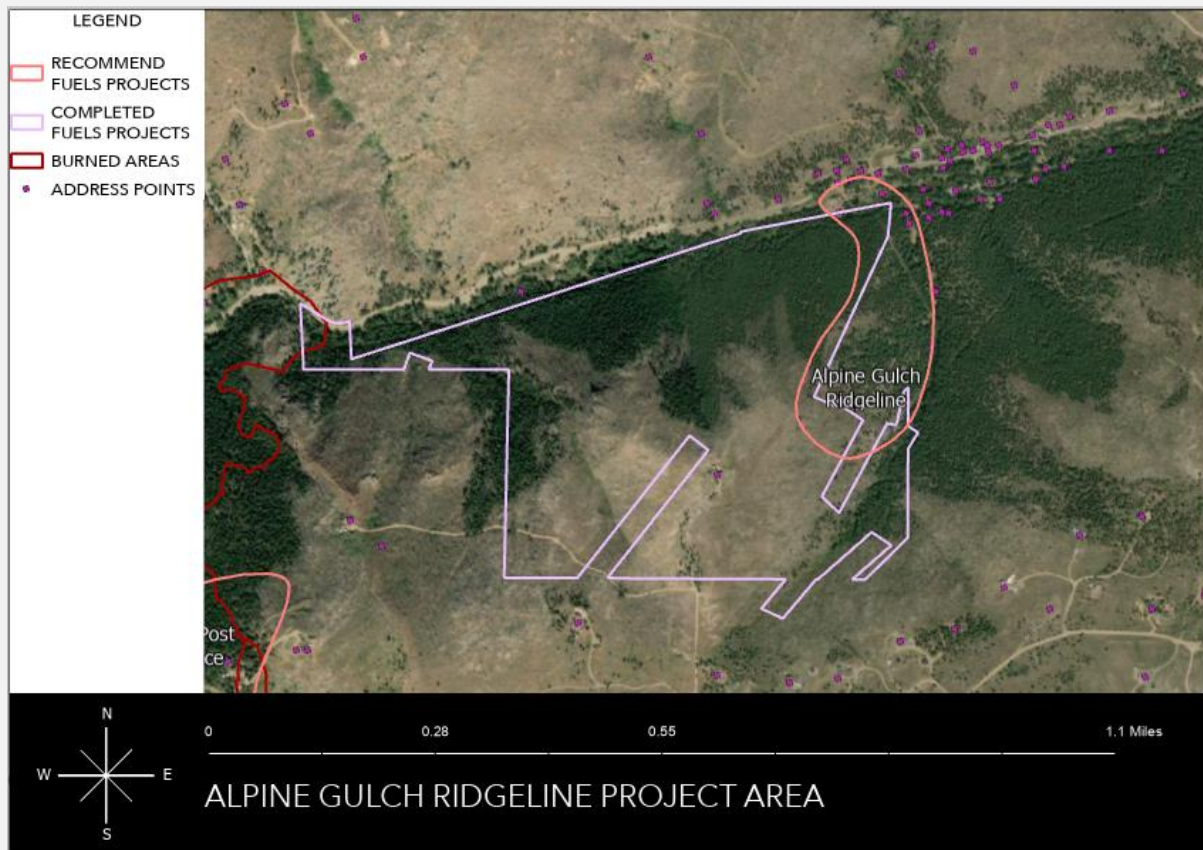 LEGEND
RECOMMEND
FUELS PROJECTS
COMPLETED
FUELS PROJECTS
BURNED AREAS
ADDRESS POINTS
Alpine Gulch
Ridgeline
Post
ce
N
W
E
S
0
0.28
0.55
1.1 Miles
ALPINE GULCH RIDGELINE PROJECT AREA